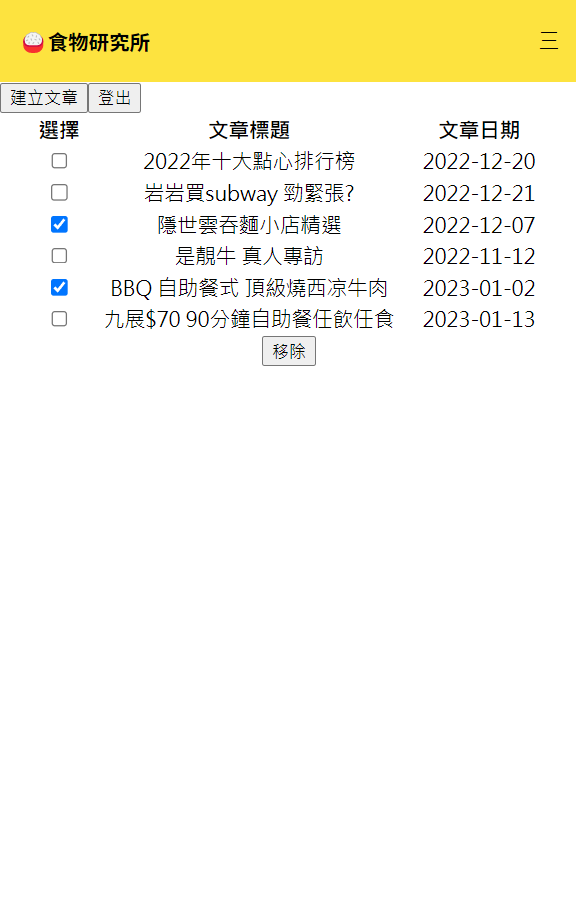 食物研究所
建立文章 登出
選擇 文章標題 文章日期
2022年十大點心排行榜 2022-12-20
岩岩買subway 勁緊張? 2022-12-21
隱世雲吞麵小店精選 2022-12-07
是靚牛 真人專訪 2022-11-12
BBQ 自助餐式 頂級燒西凉牛肉 2023-01-02
九展$70 90分鐘自助餐任飲任食 2023-01-13
移除